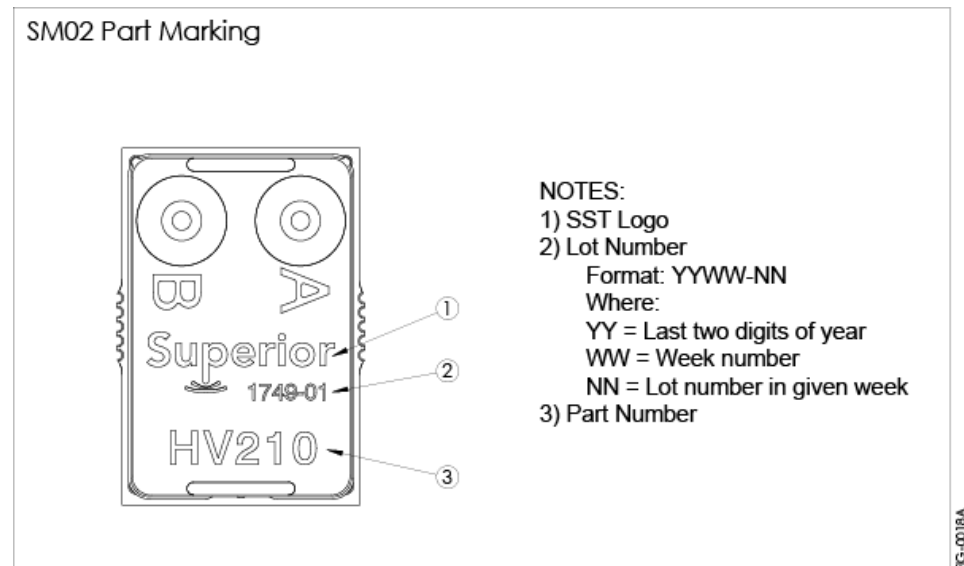 SM02 Part Marking
B A
Superior
1749-01
HV210
1
2
3
NOTES:
1) SST Logo
2) Lot Number
Format: YYWW-NN
Where:
YY = Last two digits of year
WW = Week number
NN = Lot number in given week
3) Part Number